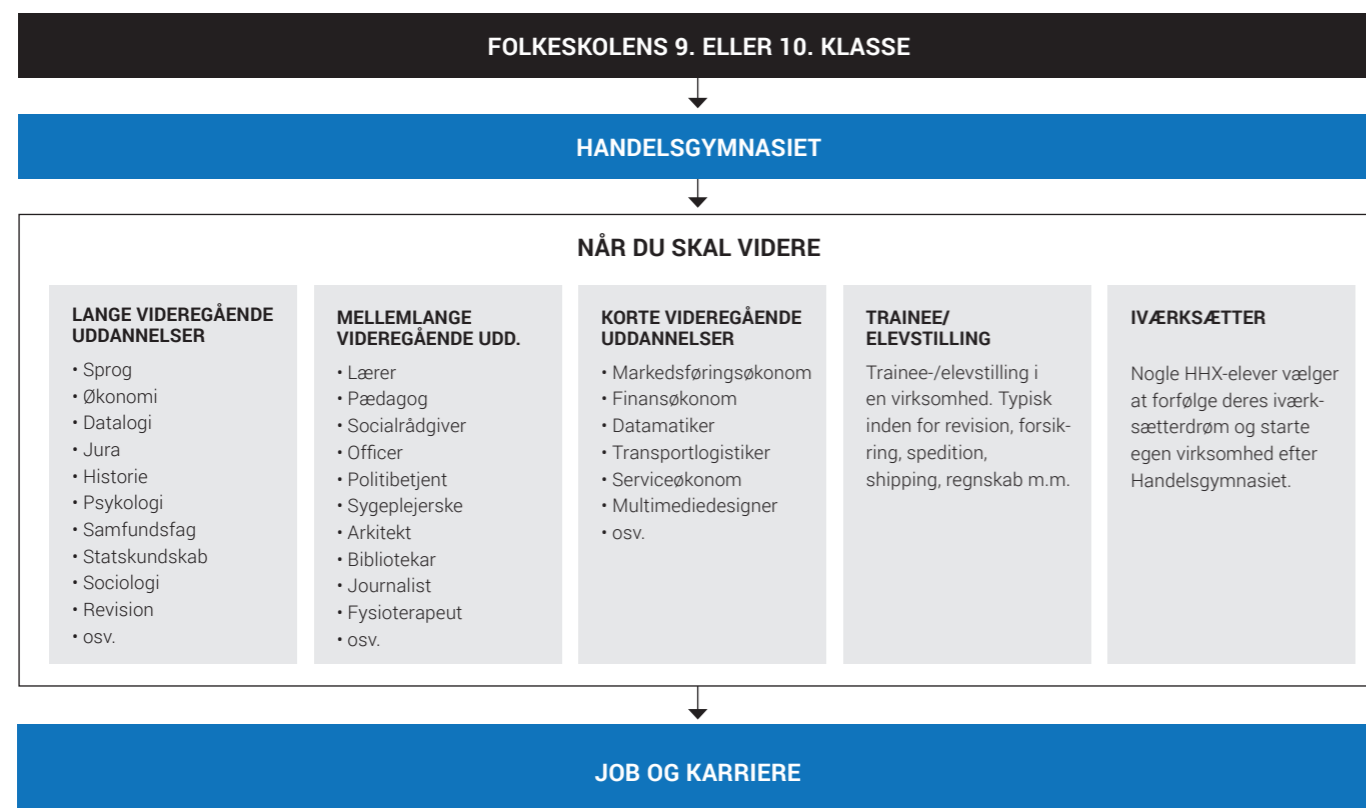 FOLKESKOLENS 9. ELLER 10. KLASSE
HANDELSGYMNASIET
NÅR DU SKAL VIDERE
LANGE VIDEREGÅENDE
UDDANNELSER
• Sprog
• Økonomi
• Datalogi
• Jura
• Historie
• Psykologi
• Samfundsfag
• Statskundskab
• Sociologi
• Revision
• osv.
MELLEMLANGE
VIDEREGÅENDE UDD.
• Lærer
• Pædagog
• Socialrådgiver
• Officer
• Politibetjent
• Sygeplejerske
• Arkitekt
• Bibliotekar
• Journalist
• Fysioterapeut
• osv.
KORTE VIDEREGÅENDE
UDDANNELSER
• Markedsføringsøkonom
• Finansøkonom
• Datamatiker
• Transportlogistiker
• Serviceøkonom
• Multimediedesigner
• osv.
TRAINEE/
ELEVSTILLING
Trainee-/elevstilling i
en virksomhed. Typisk
inden for revision, forsik-
ring, spedition,
shipping, regnskab m.m.
IVÆRKSÆTTER
Nogle HHX-elever vælger
at forfølge deres iværk-
sætterdrøm og starte
egen virksomhed efter
Handelsgymnasiet.
JOB OG KARRIERE